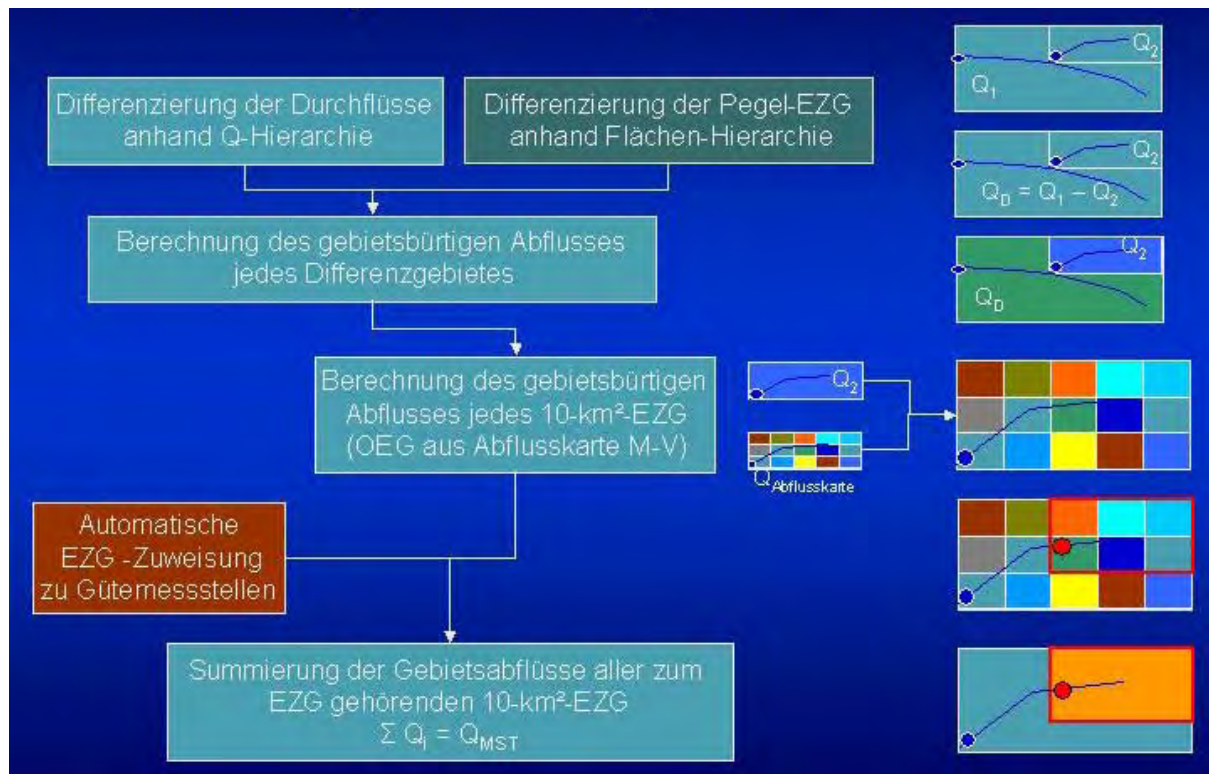 Differenzierung der Durchflüsse
anhand Q-Hierarchie
Differenzierung der Pegel-EZG
anhand Flächen-Hierarchie
Berechnung des gebietsbürtigen Abflusses
jedes Differenzgebietes
Berechnung des gebietsbürtigen
Abflusses jedes 10-km²-EZG
(OEG aus Abflusskarte M-V)
Automatische
EZG -Zuweisung
zu Gütemessstellen
Summierung der Gebietsabflüsse aller zum
EZG gehörenden 10-km²-EZG
Σ Qi = QMST
Q2
Q1
Q2
QD = Q1 – Q2
Q2
QD
Q2
QAbflusskarte